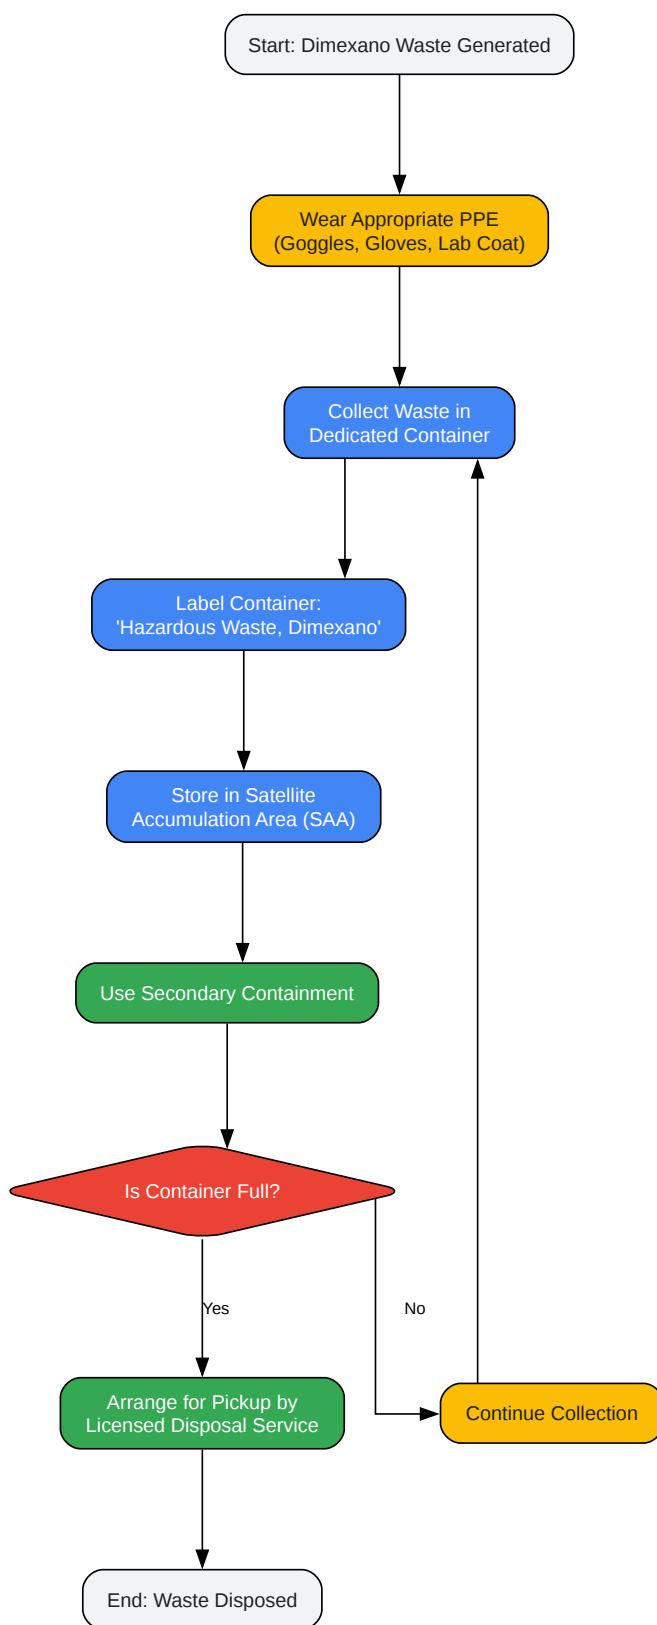 Start: Dimexano Waste Generated
Wear Appropriate PPE
(Goggles, Gloves, Lab Coat)
Collect Waste in
Dedicated Container
Label Container:
'Hazardous Waste, Dimexano'
Store in Satellite
Accumulation Area (SAA)
Use Secondary Containment
Is Container Full?
Yes
No
Arrange for Pickup by
Licensed Disposal Service
Continue Collection
End: Waste Disposed